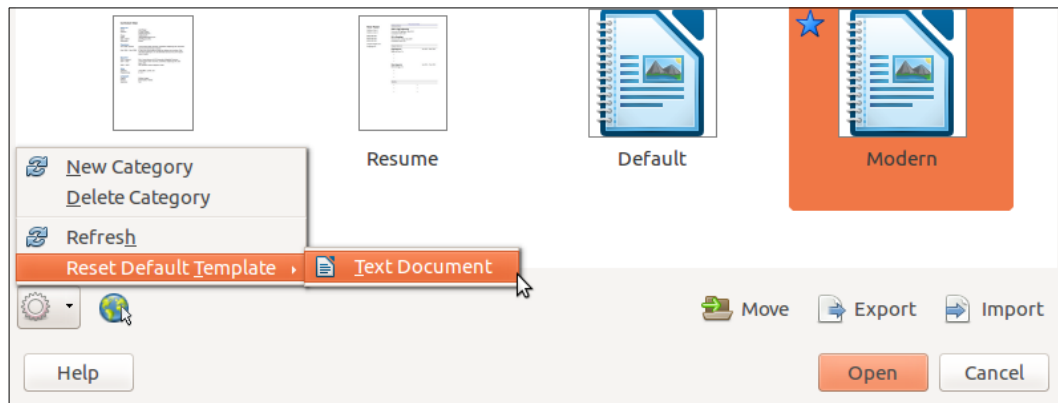 Resume
Default
Modern
New Category
Delete Category
Refresh
Reset Default Template
Text Document
Move
Export
Import
Help
Open
Cancel